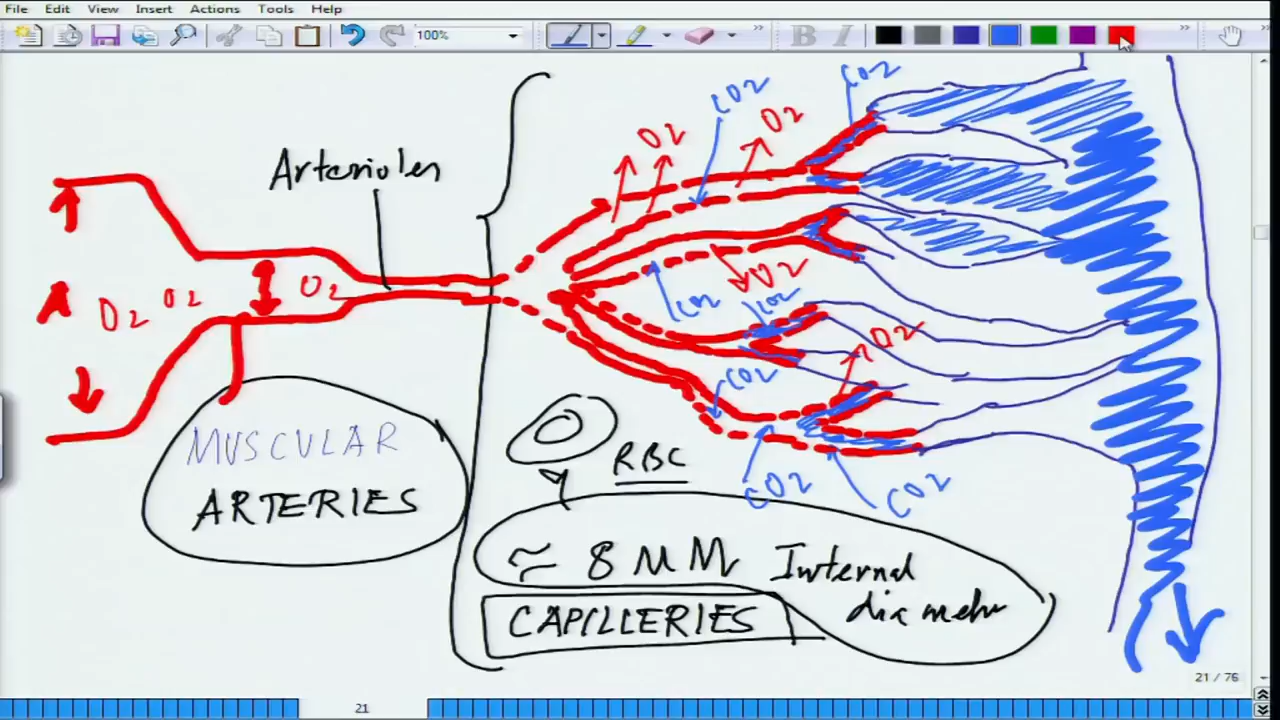 File Edit View Insert Actions Tools Help
100%
B I
CO2
CO2
O2
O2
Arterioles
A O2 O2 O2
O2
CO2
CO2
O2
CO2
MUSCULAR
ARTERIES
RBC
CO2
CO2
≈ 8 MM Internal
diameter
CAPILLERIES
21 / 76
21